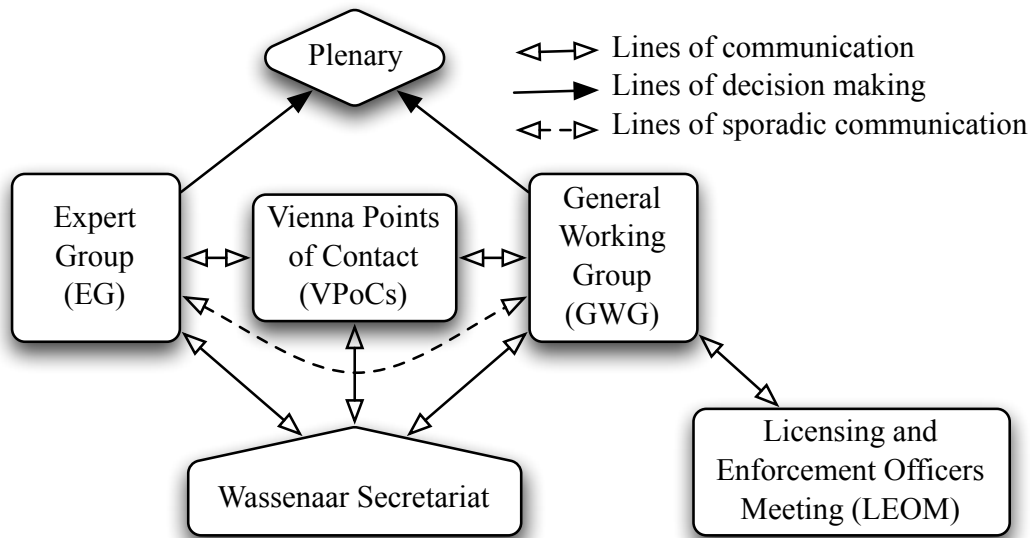 Plenary
Lines of communication
Lines of decision making
Lines of sporadic communication
Expert
Group
(EG)
Vienna Points
of Contact
(VPoCs)
General
Working
Group
(GWG)
Wassenaar Secretariat
Licensing and
Enforcement Officers
Meeting (LEOM)